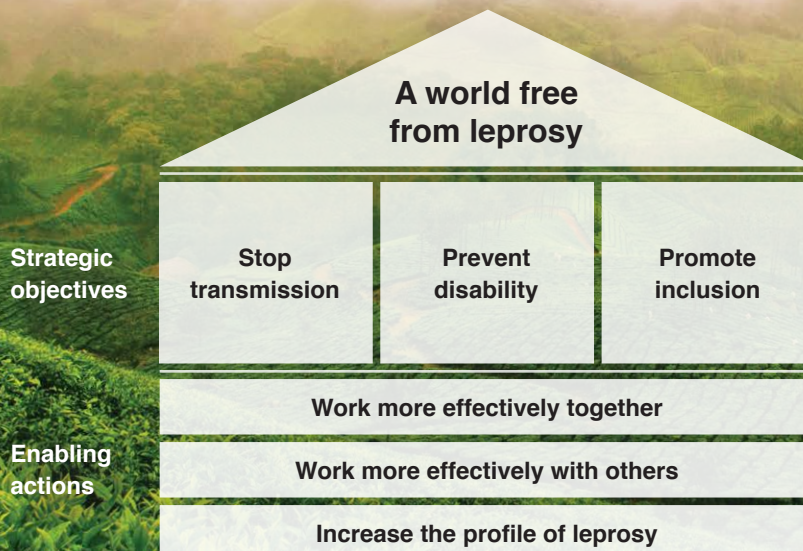 A world free
from leprosy
Strategic
objectives
Stop
transmission
Prevent
disability
Promote
inclusion
Enabling
actions
Work more effectively together
Work more effectively with others
Increase the profile of leprosy